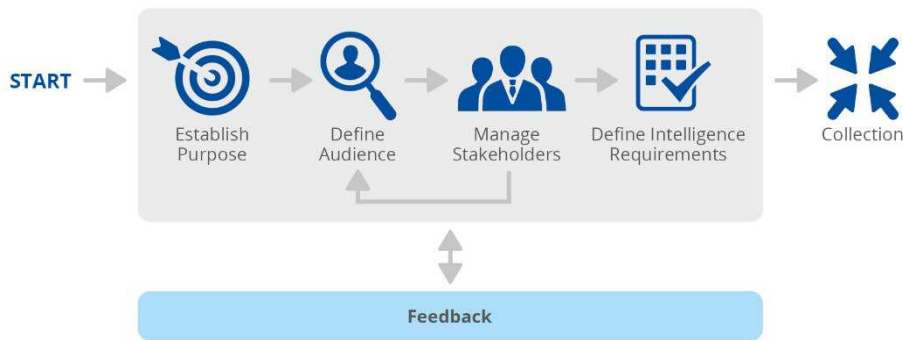 START
Establish
Purpose
Define
Audience
Manage
Stakeholders
Define Intelligence
Requirements
Collection
Feedback